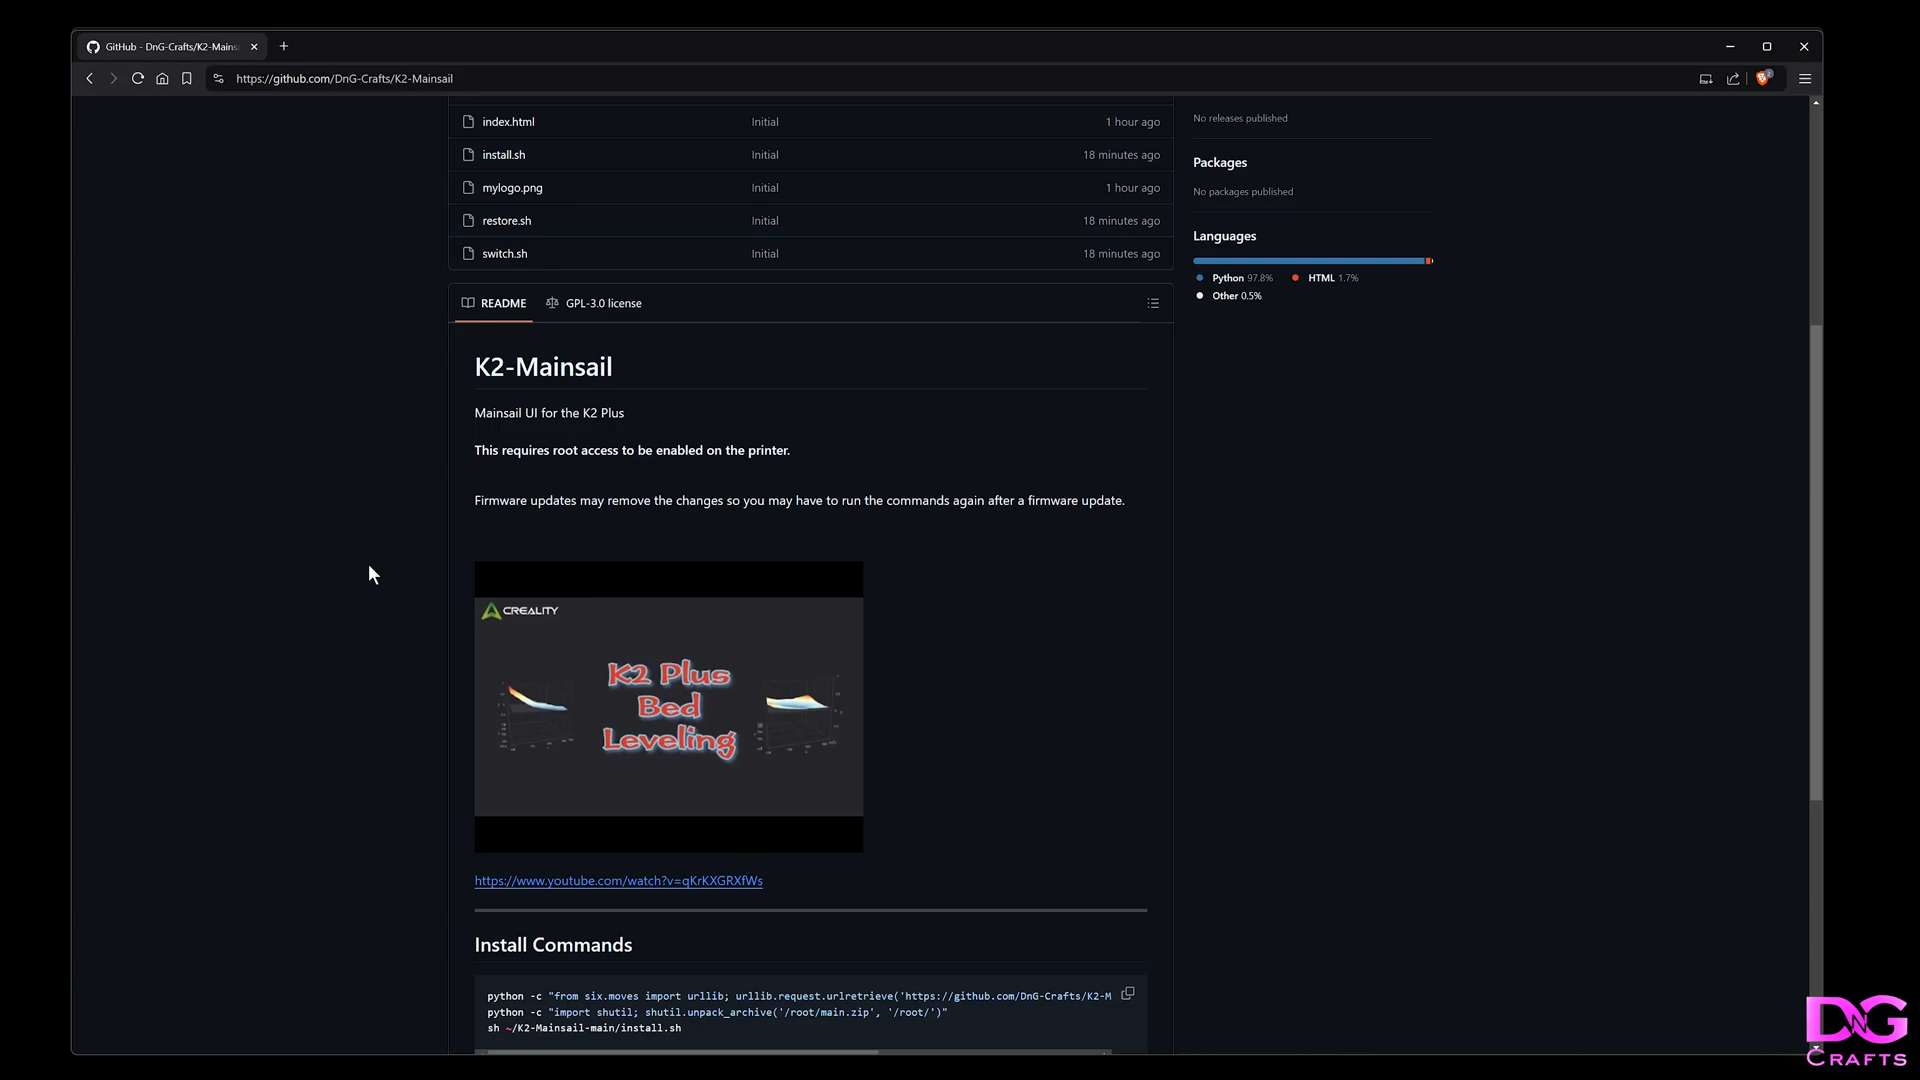 GitHub - DnG-Crafts/K2-Mains
https://github.com/DnG-Crafts/K2-Mainsail
2
index.html Initial 1 hour ago
install.sh Initial 18 minutes ago
mylogo.png Initial 1 hour ago
restore.sh Initial 18 minutes ago
switch.sh Initial 18 minutes ago
No releases published
Packages
No packages published
Languages
Python 97.8% HTML 1.7%
Other 0.5%
README GPL-3.0 license
K2-Mainsail
Mainsail UI for the K2 Plus
This requires root access to be enabled on the printer.
Firmware updates may remove the changes so you may have to run the commands again after a firmware update.
CREALITY
K2 Plus
Bed
Leveling
https://www.youtube.com/watch?v=qKrKXGRXfWs
Install Commands
python -c "from six.moves import urllib; urllib.request.urlretrieve('https://github.com/DnG-Crafts/K2-M
python -c "import shutil; shutil.unpack_archive('/root/main.zip', '/root/')"
sh ~/K2-Mainsail-main/install.sh
DNG
CRAFTS